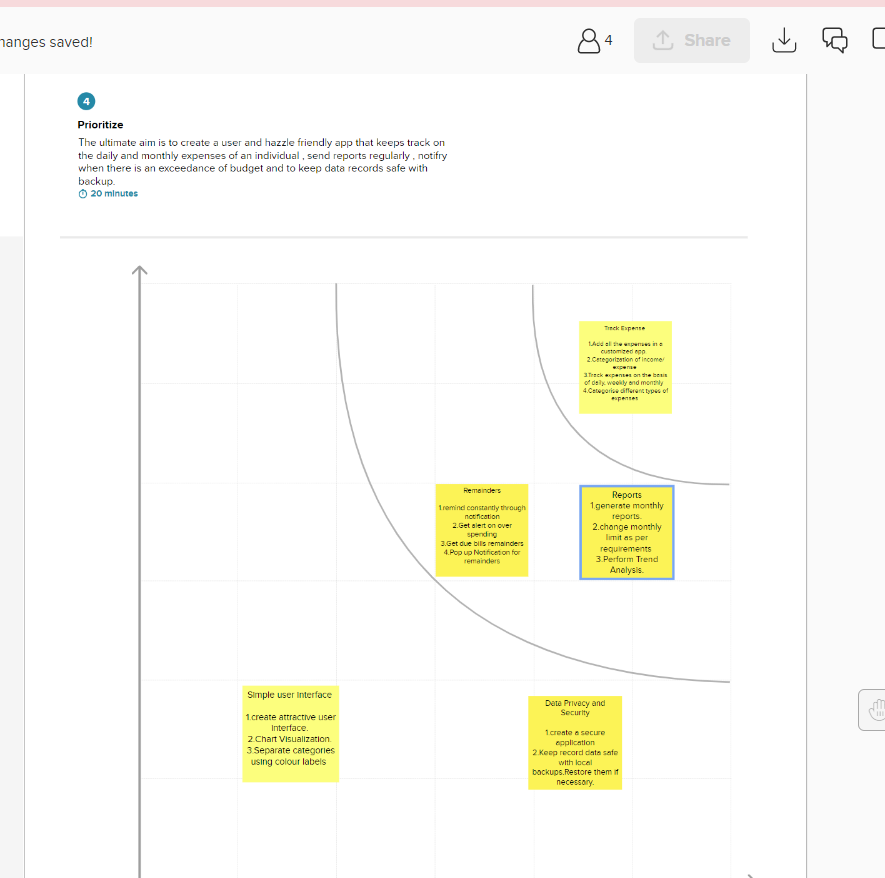 hanges saved!
4
Share
4
Prioritize
The ultimate aim is to create a user and hazzle friendly app that keeps track on
the daily and monthly expenses of an individual , send reports regularly , notifry
when there is an exceedance of budget and to keep data records safe with
backup.
20 minutes
Track Expense
1.Add all the expenses in a
customized app.
2.Categorization of income/
expense
3.Track expenses on the basis
of daily, weekly and monthly
4.Categorise different types of
expenses
Remainders
1.remind constantly through
notification
2.Get alert on over
spending
3.Get due bills remainders
4.Pop up Notification for
remainders
Reports
1.generate monthly
reports.
2.change monthly
limit as per
requirements
3.Perform Trend
Analysis.
Simple user Interface
1.create attractive user
Interface.
2.Chart Visualization.
3.Separate categories
using colour labels
Data Privacy and
Security
1.create a secure
application
2.Keep record data safe
with local
backups.Restore them if
necessary.